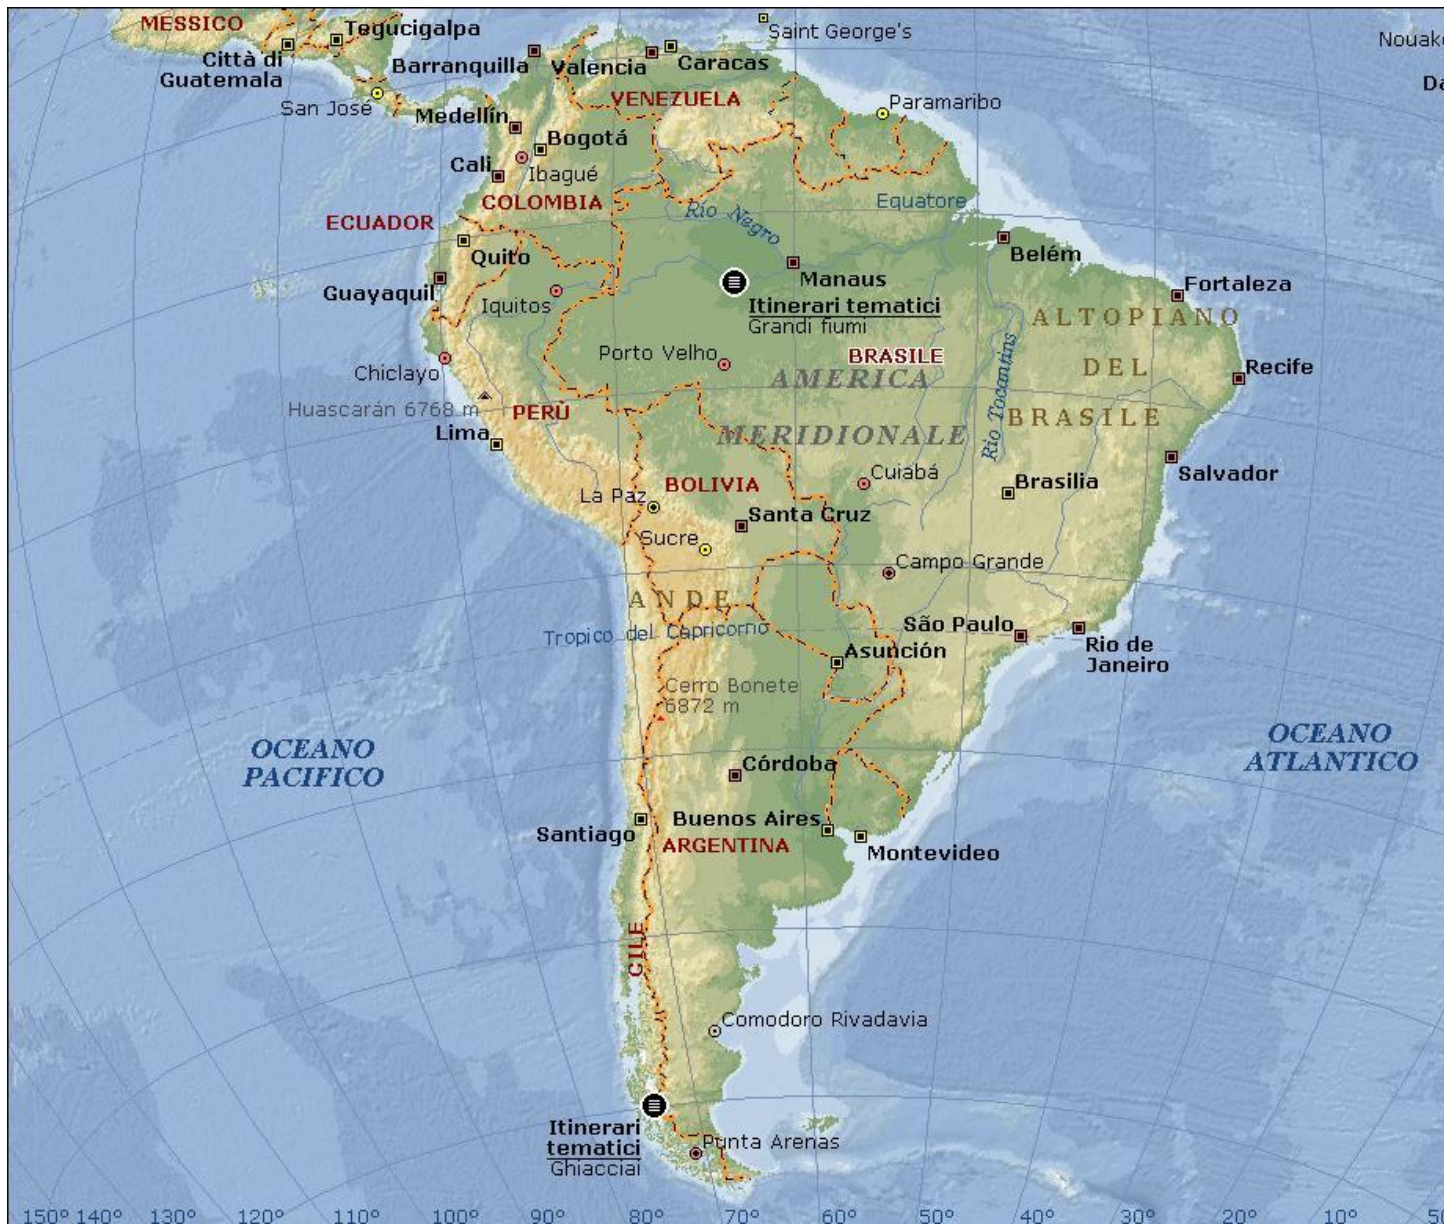 MESSICO
Tegucigalpa
Saint George's
Nouak
Città di
Guatemala
Barranquilla
Valencia
Caracas
Da
San José
VENEZUELA
Paramaribo
Medellín
Bogotá
Cali
Ibagué
COLOMBIA
Equatore
Río Negro
ECUADOR
Quito
Belém
Guayaquil
Iquitos
Manaus
Fortaleza
Itinerari tematici
Grandi fiumi
ALTOPIANO
Porto Velho
BRASILE
Rio Tocantins
Chiclayo
AMERICA
DEL
Recife
Huascarán 6768 m
PERÙ
BRASILE
Lima
MERIDIONALE
Cuiabá
Salvador
La Paz
BOLIVIA
Brasilia
Santa Cruz
Sucre
Campo Grande
ANDE
Tropico del Capricorno
São Paulo
Rio de
Janeiro
Asunción
Cerro Bonete
6872 m
OCEANO
PACIFICO
OCEANO
ATLANTICO
Córdoba
Santiago
Buenos Aires
ARGENTINA
Montevideo
CILE
Comodoro Rivadavia
Itinerari
tematici
Ghiacciai
Punta Arenas
150° 140° 130° 120° 110° 100° 90° 80° 70° 60° 50° 40° 30° 20° 10° 0° 10° 50